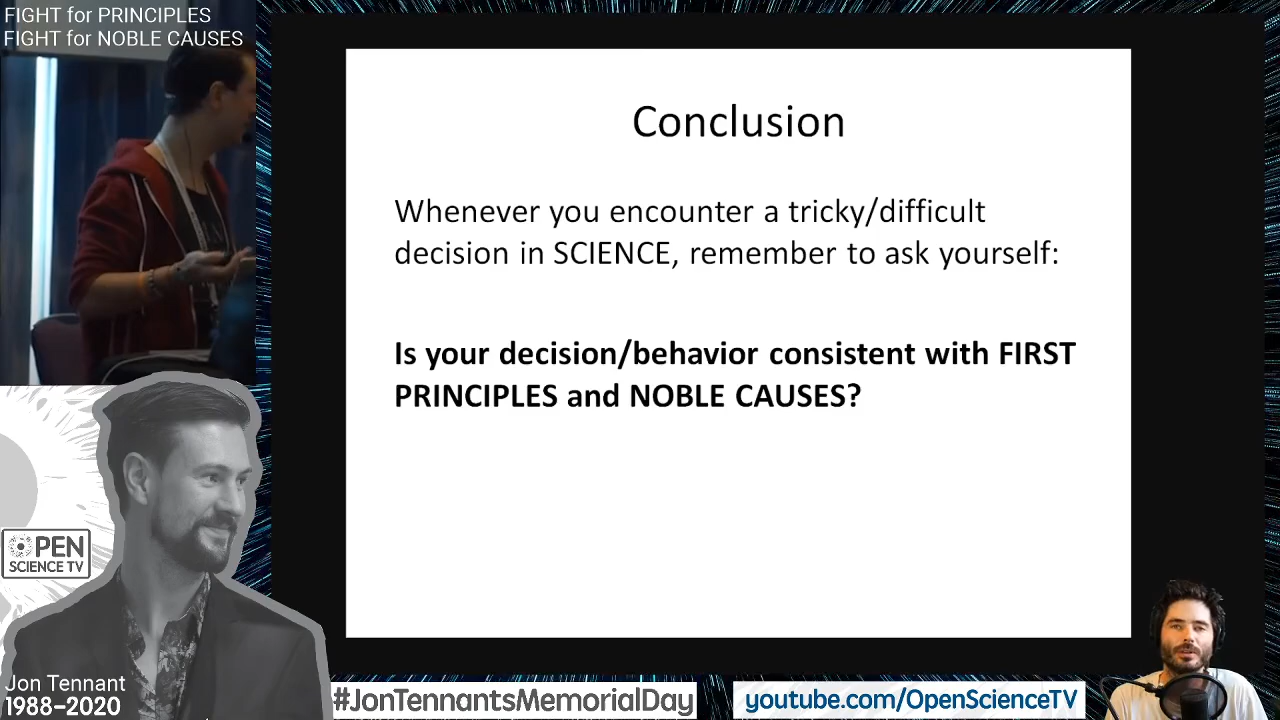 FIGHT for PRINCIPLES
FIGHT for NOBLE CAUSES
Conclusion
Whenever you encounter a tricky/difficult
decision in SCIENCE, remember to ask yourself:
Is your decision/behavior consistent with FIRST
PRINCIPLES and NOBLE CAUSES?
OPEN
SCIENCE TV
Jon Tennant
1988–2020
#JonTennantsMemorialDay
youtube.com/OpenScienceTV